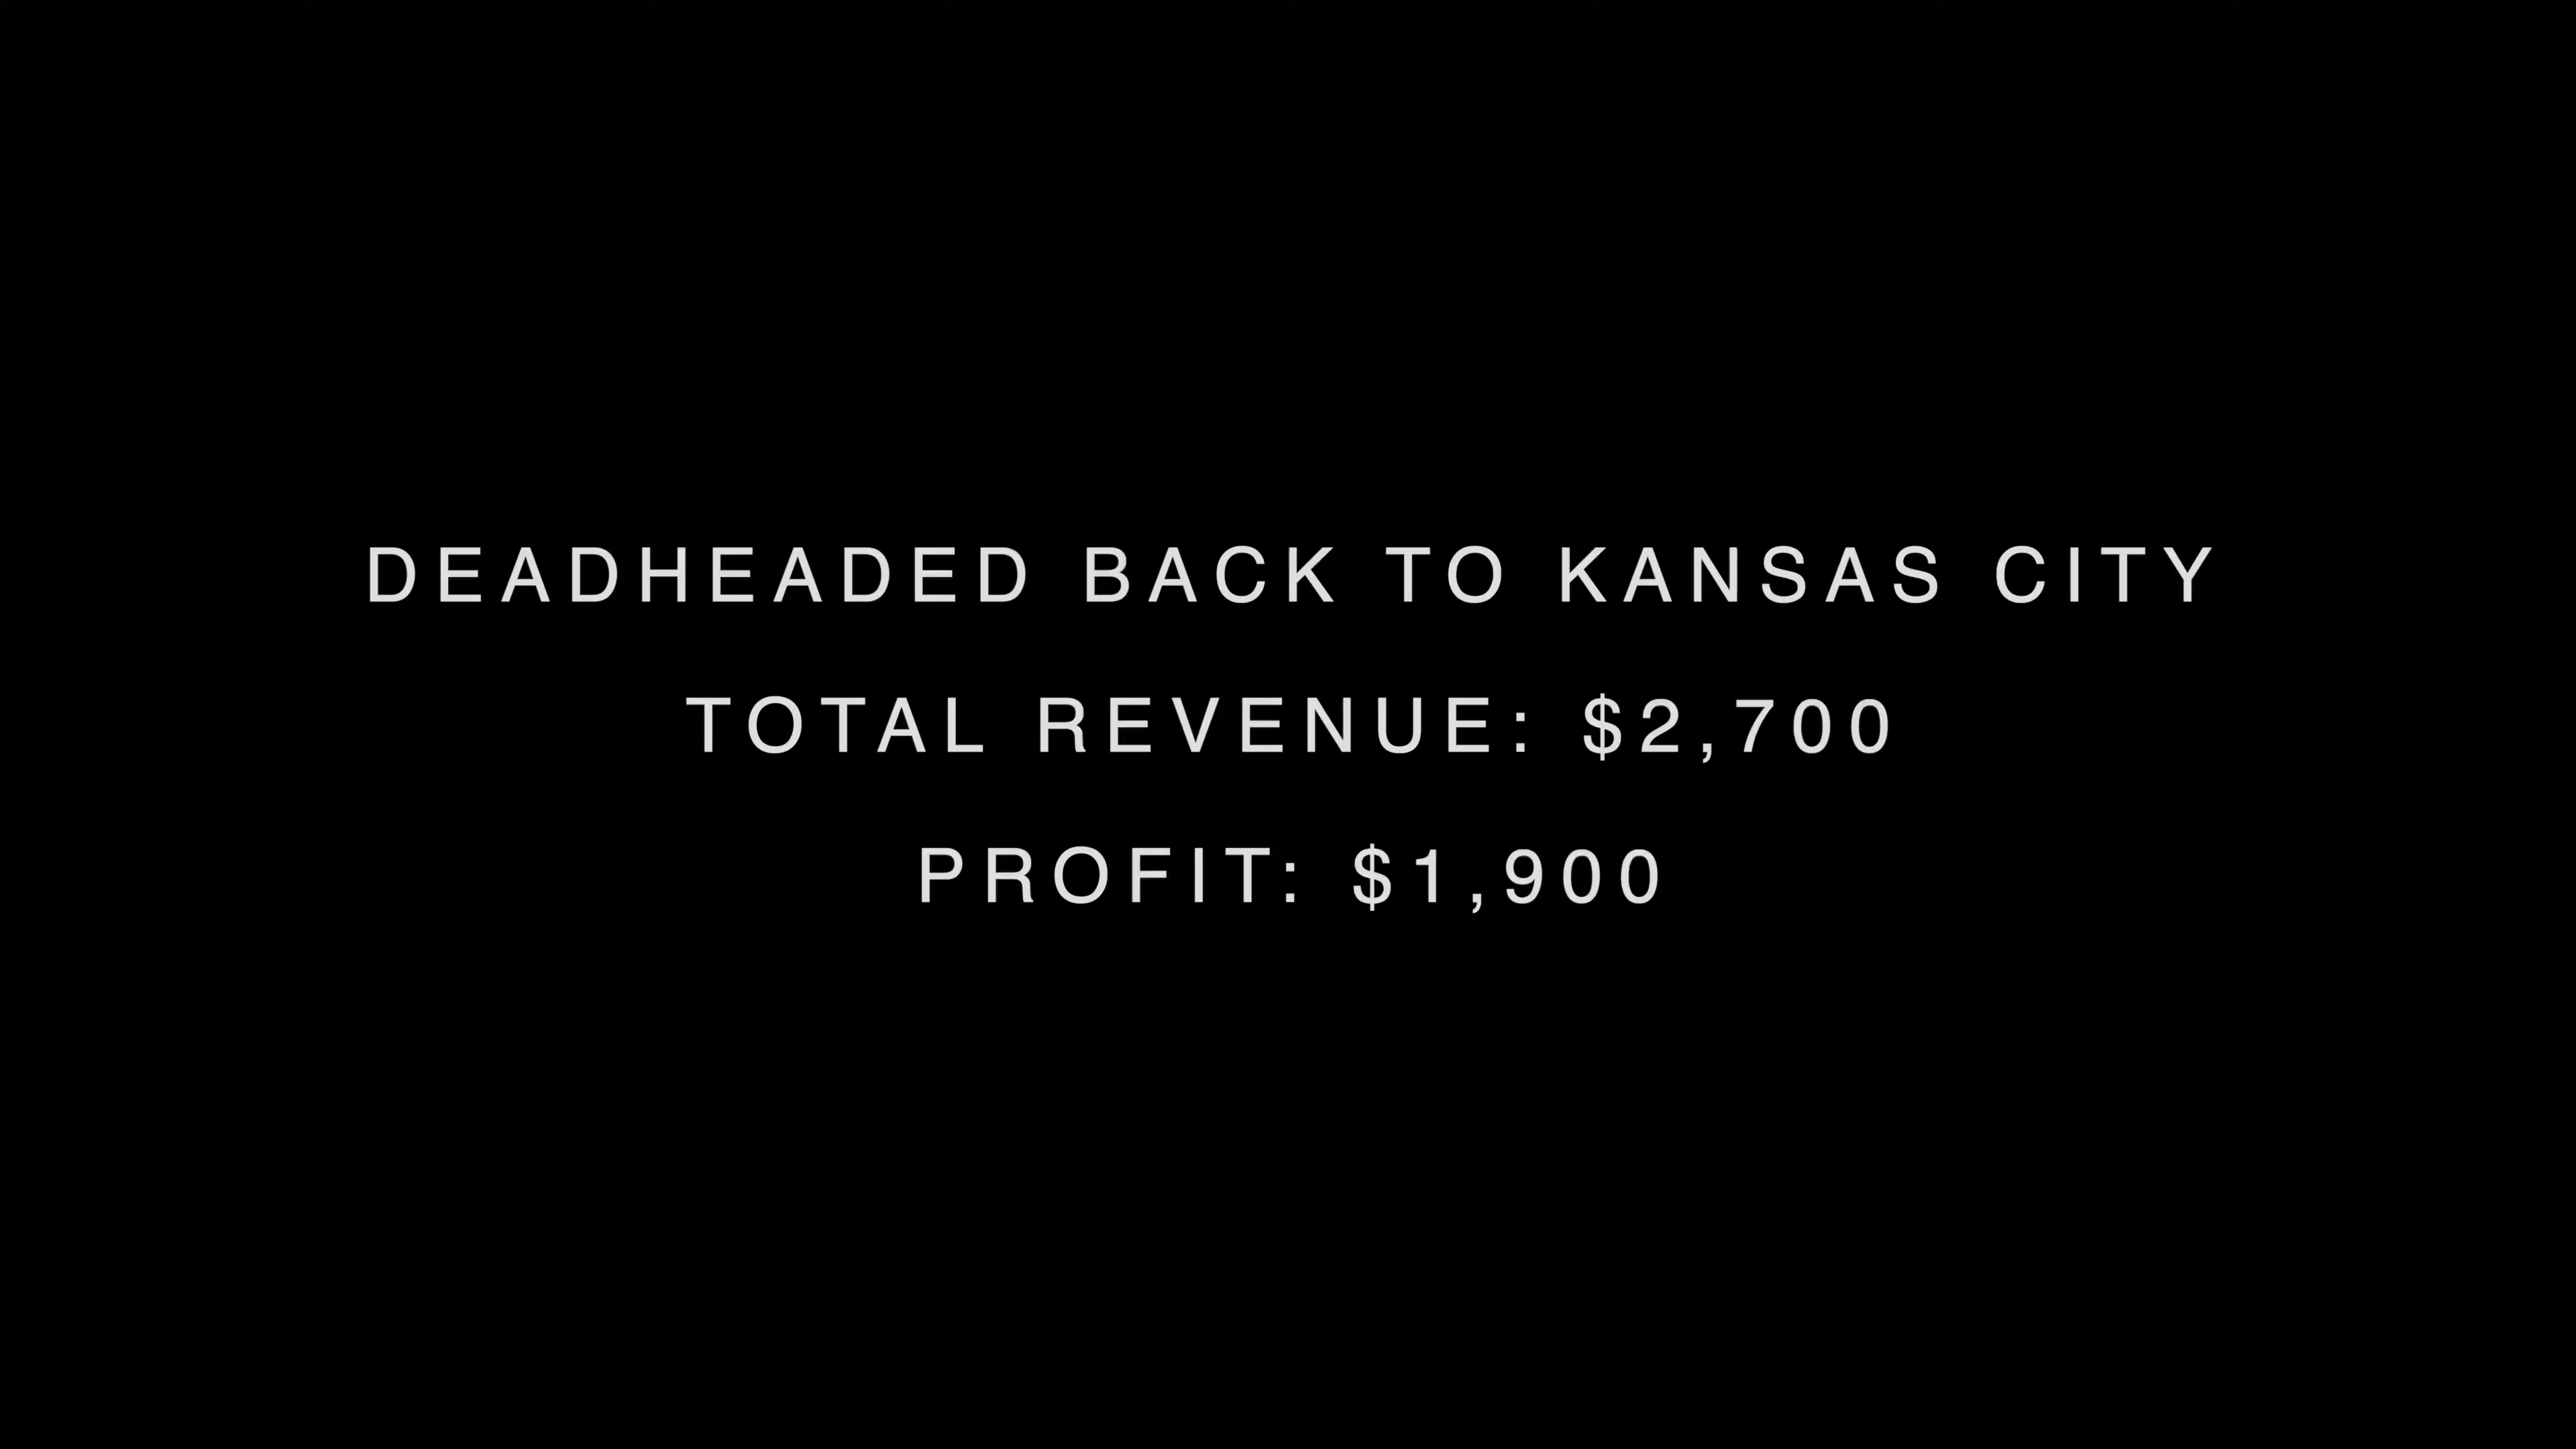 DEADHEADED BACK TO KANSAS CITY
TOTAL REVENUE: $2,700
PROFIT: $1,900